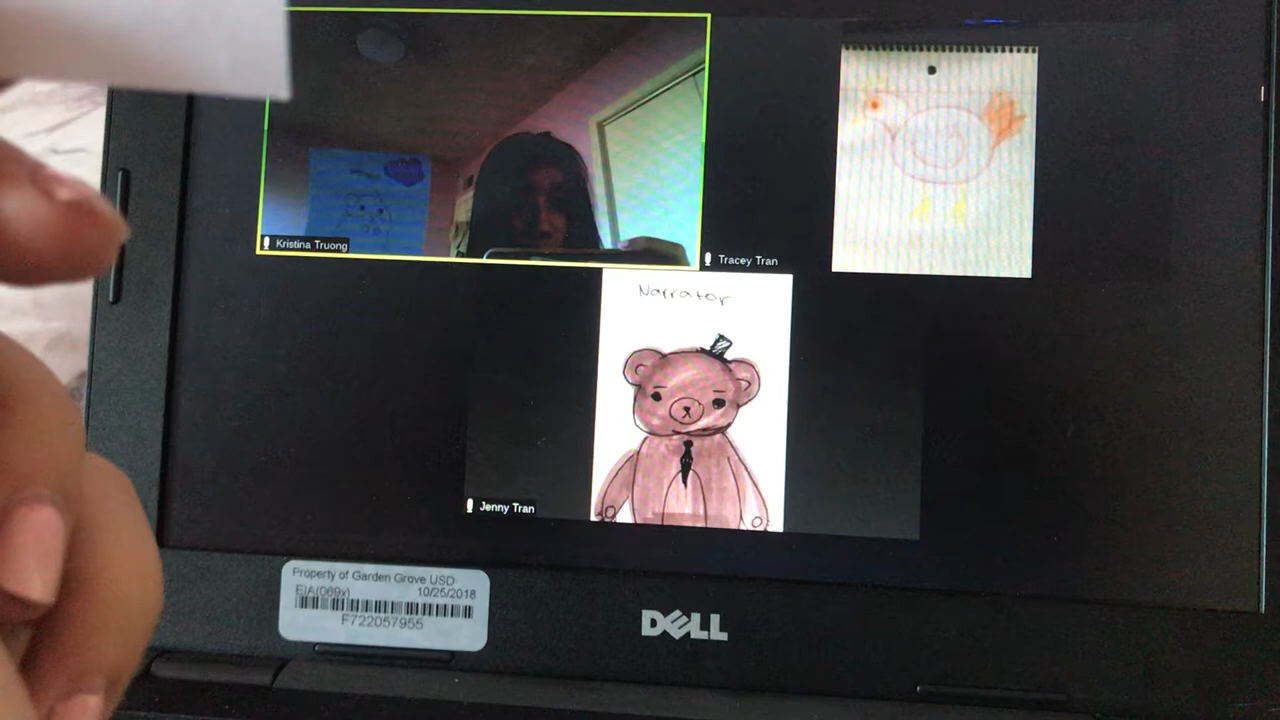 Kristina Truong
Tracey Tran
Narrator
Jenny Tran
Property of Garden Grove USD
EIA(069x) 10/25/2018
F722057955
DELL